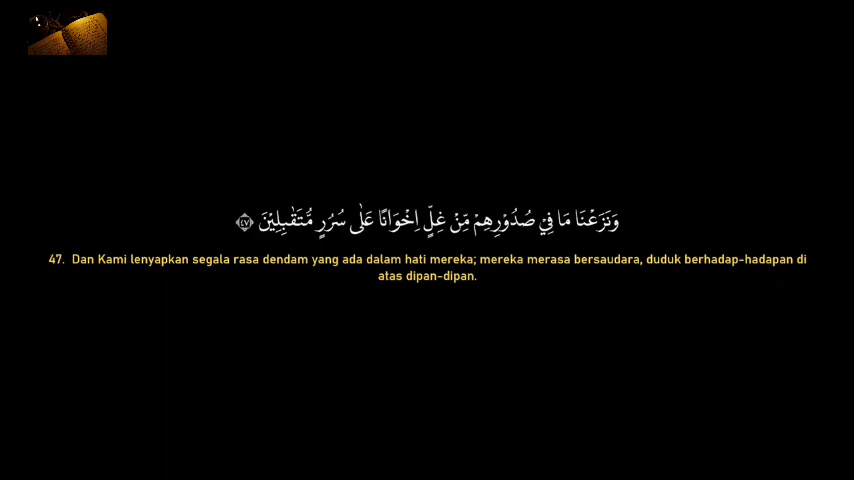 وَنَزَعْنَا مَا فِيْ صُدُوْرِهِمْ مِّنْ غِلٍّ اِخْوَانًا عَلٰى سُرُرٍ مُّتَقٰبِلِيْنَ ٤٧
47. Dan Kami lenyapkan segala rasa dendam yang ada dalam hati mereka; mereka merasa bersaudara, duduk berhadap-hadapan di
atas dipan-dipan.